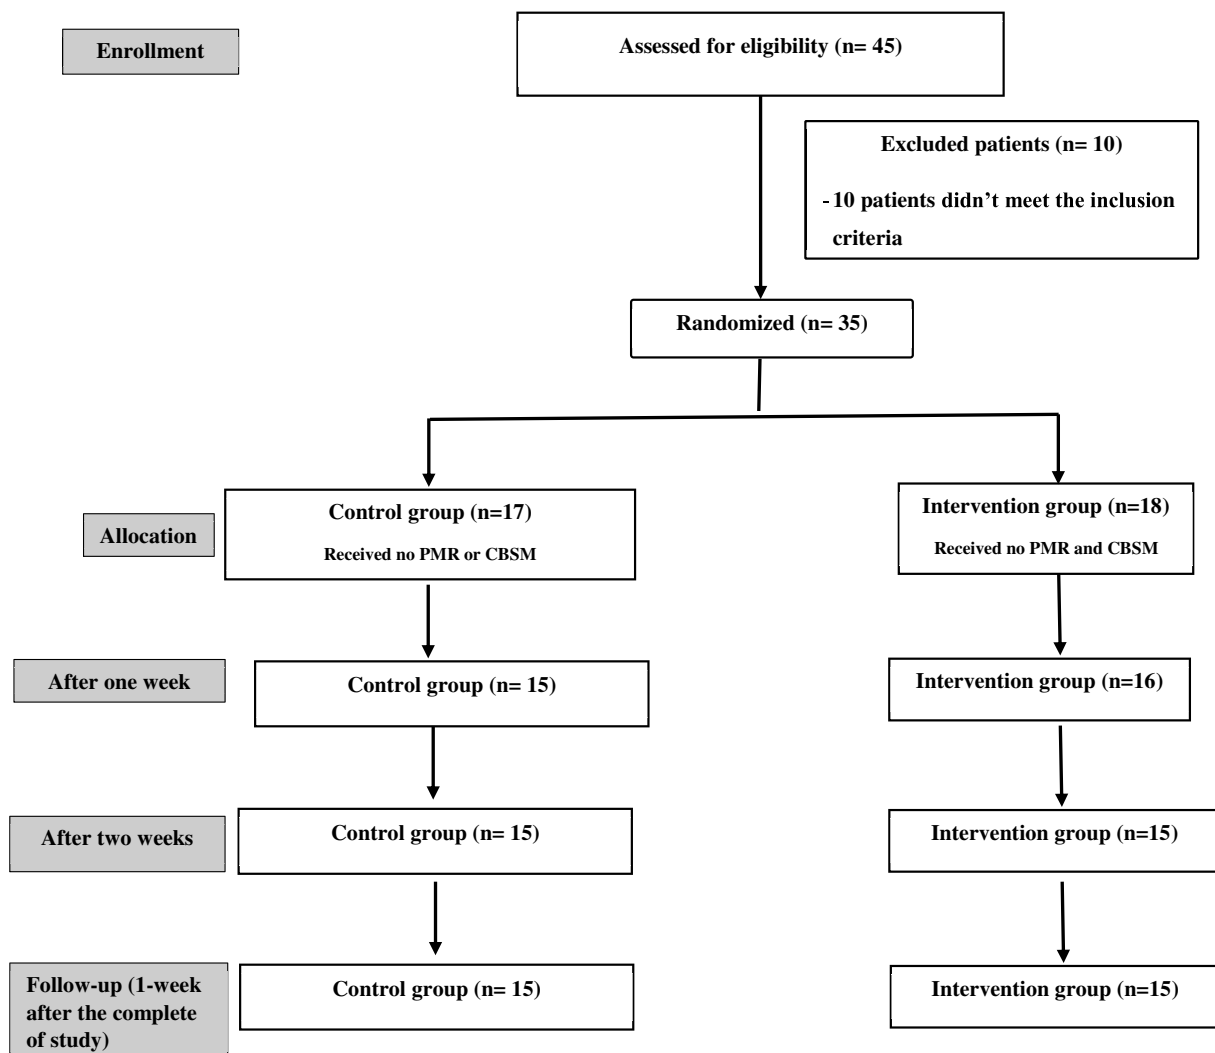 Enrollment
Assessed for eligibility (n= 45)
Excluded patients (n= 10)
- 10 patients didn’t meet the inclusion
criteria
Randomized (n= 35)
Allocation
Control group (n=17)
Received no PMR or CBSM
Intervention group (n=18)
Received no PMR and CBSM
After one week
Control group (n= 15)
Intervention group (n=16)
After two weeks
Control group (n= 15)
Intervention group (n=15)
Follow-up (1-week
after the complete
of study)
Control group (n= 15)
Intervention group (n=15)